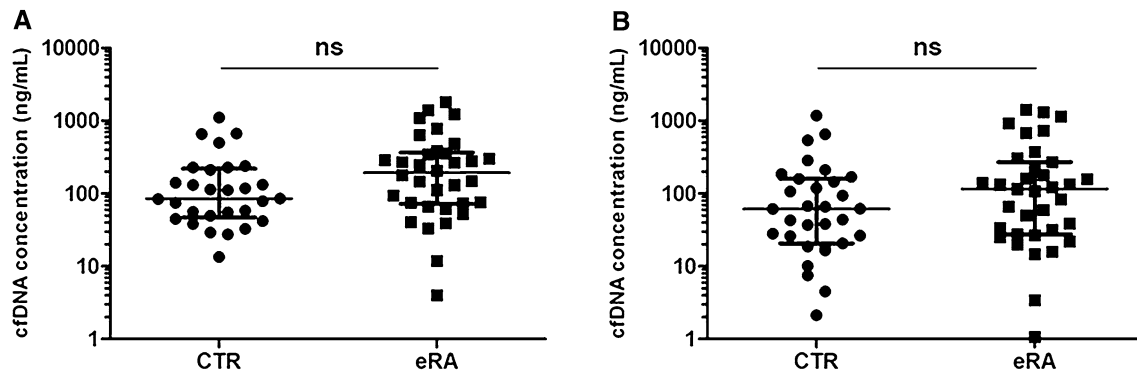 A
cfDNA concentration (ng/mL)
10000
1000
100
10
1
ns
CTR
eRA
B
cfDNA concentration (ng/mL)
10000
1000
100
10
1
ns
CTR
eRA